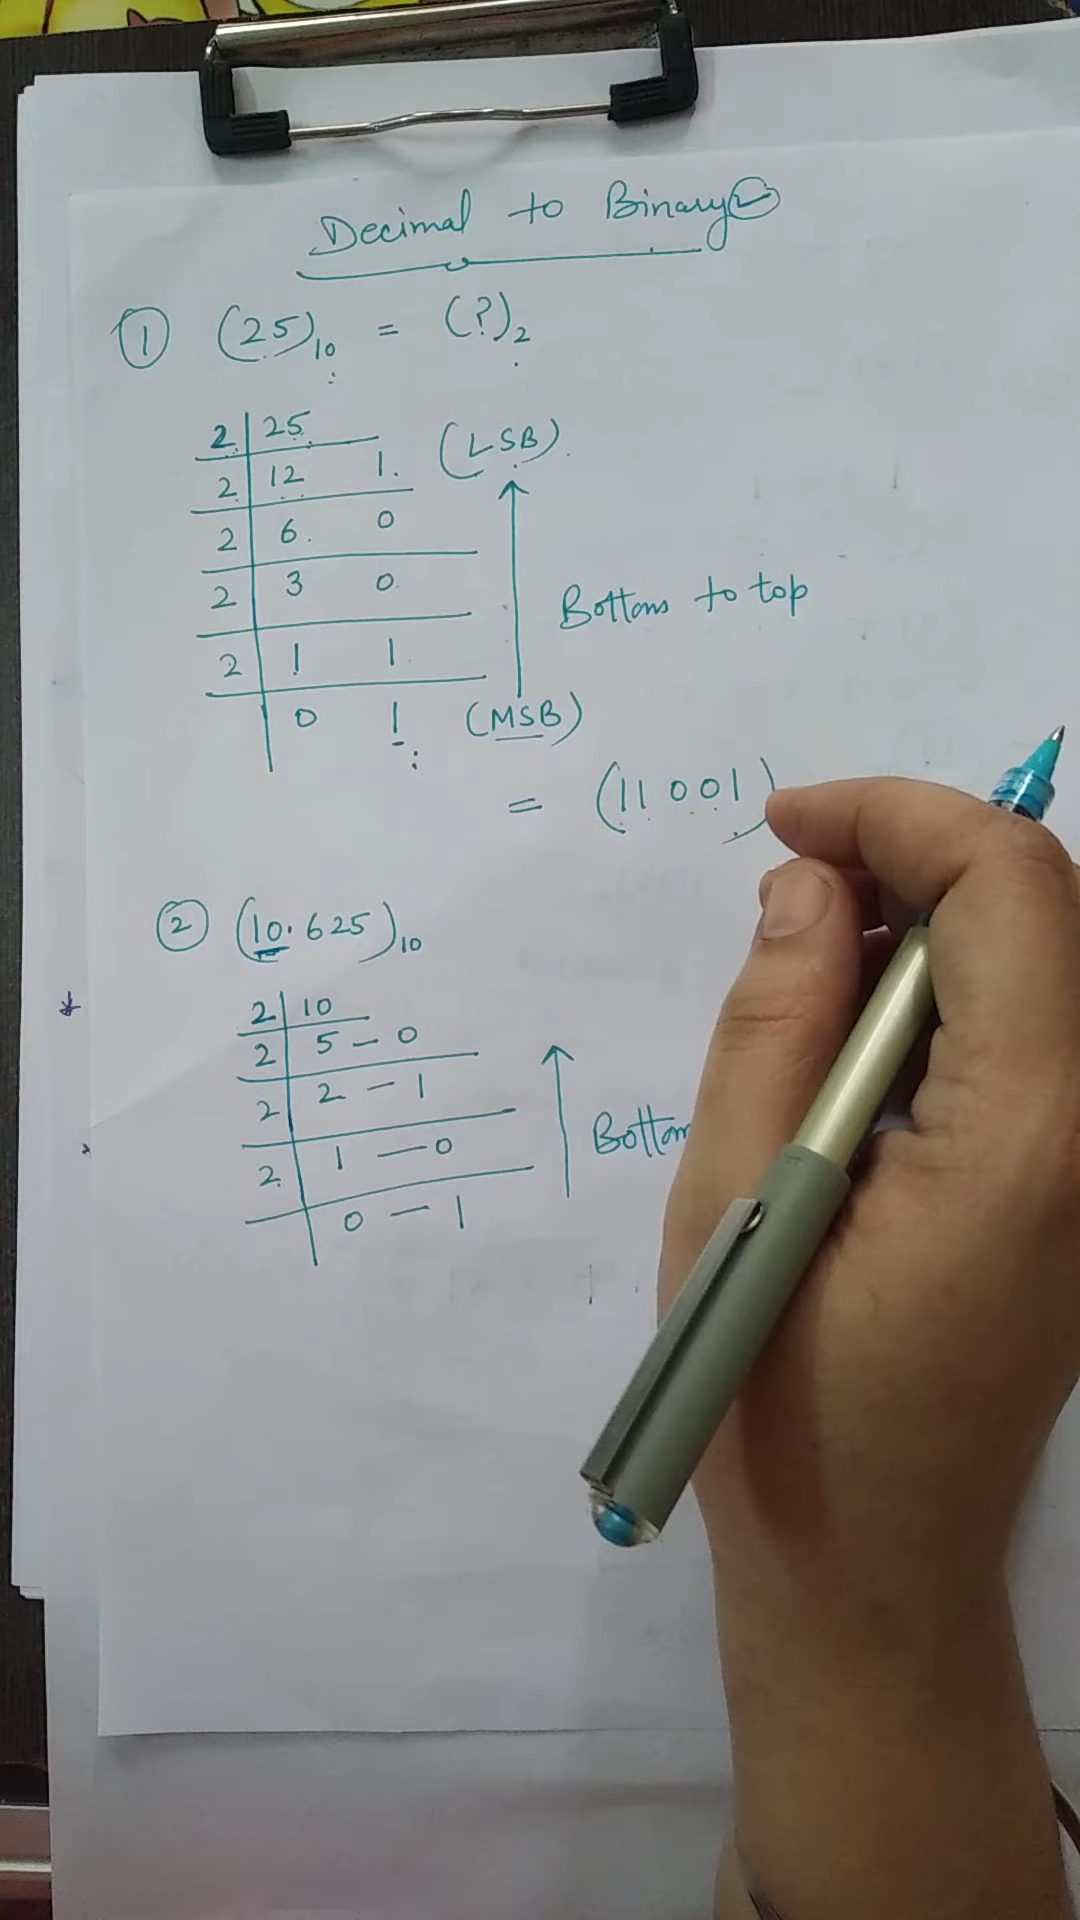 Decimal to Binary 2
1 (25)10 = (?)2
2 25
2 12 1 (LSB)
2 6 0
2 3 0
2 1 1
0 1 (MSB)
Bottom to top
= (11001)
2 (10.625)10
2 10
2 5 - 0
2 2 - 1
2 1 - 0
0 - 1
Bottom